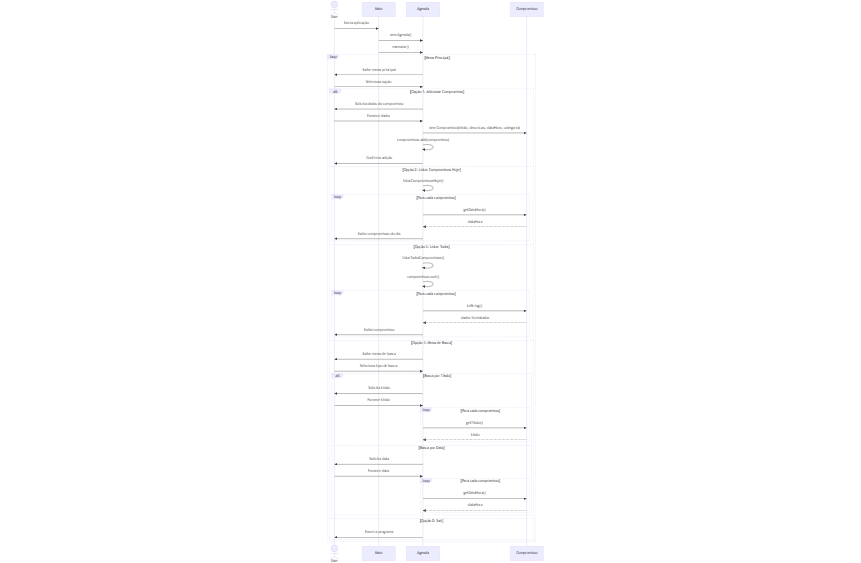 User
Main
Agenda
Compromisso
Inicia aplicação
new Agenda()
executar()
loop
[Menu Principal]
Exibe menu principal
Seleciona opção
alt
[Opção 1: Adicionar Compromisso]
Solicita dados do compromisso
Fornece dados
new Compromisso(titulo, descricao, dataHora, categoria)
compromissos.add(compromisso)
Confirma adição
[Opção 2: Listar Compromissos Hoje]
listarCompromissosHoje()
loop
[Para cada compromisso]
getDataHora()
dataHora
Exibe compromissos do dia
[Opção 3: Listar Todos]
listarTodosCompromissos()
compromissos.sort()
loop
[Para cada compromisso]
toString()
dados formatados
Exibe compromissos
[Opção 4: Menu de Busca]
Exibe menu de busca
Seleciona tipo de busca
alt
[Busca por Título]
Solicita título
Fornece título
loop
[Para cada compromisso]
getTitulo()
titulo
[Busca por Data]
Solicita data
Fornece data
loop
[Para cada compromisso]
getDataHora()
dataHora
[Opção 0: Sair]
Encerra programa
User
Main
Agenda
Compromisso